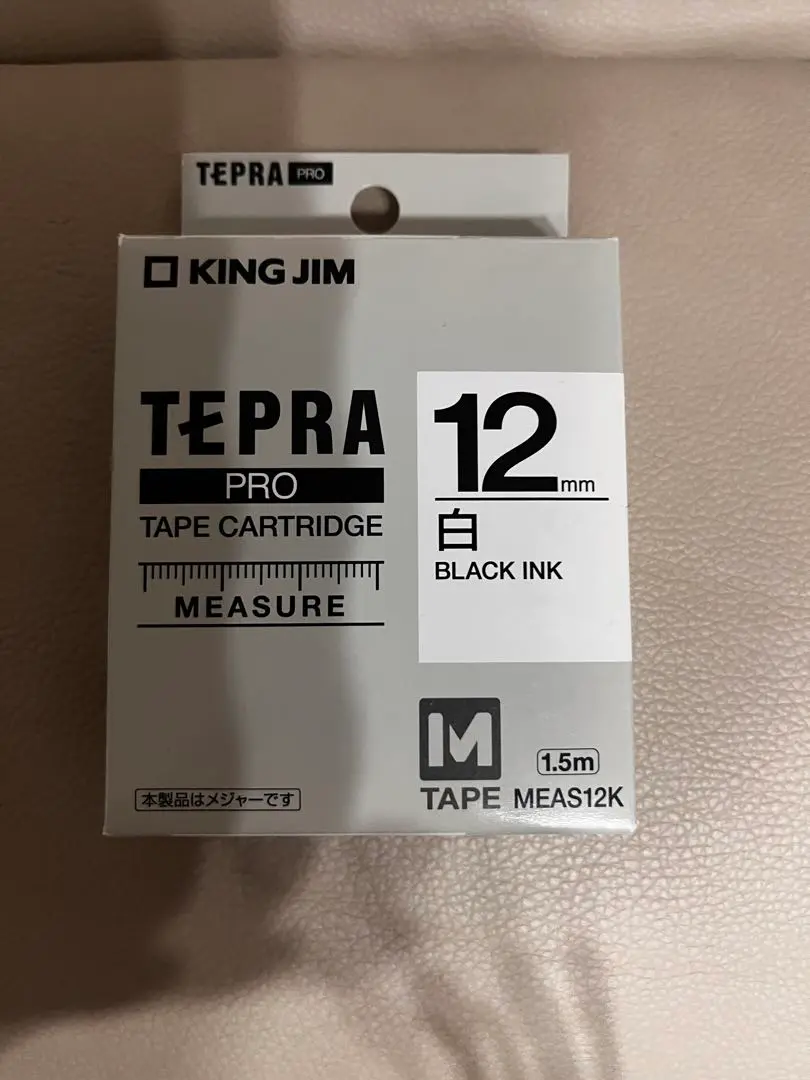 TEPRA PRO
KING JIM
TEPRA
PRO
TAPE CARTRIDGE
MEASURE
12mm
白
BLACK INK
M
TAPE
1.5m
MEAS12K
本製品はメジャーです